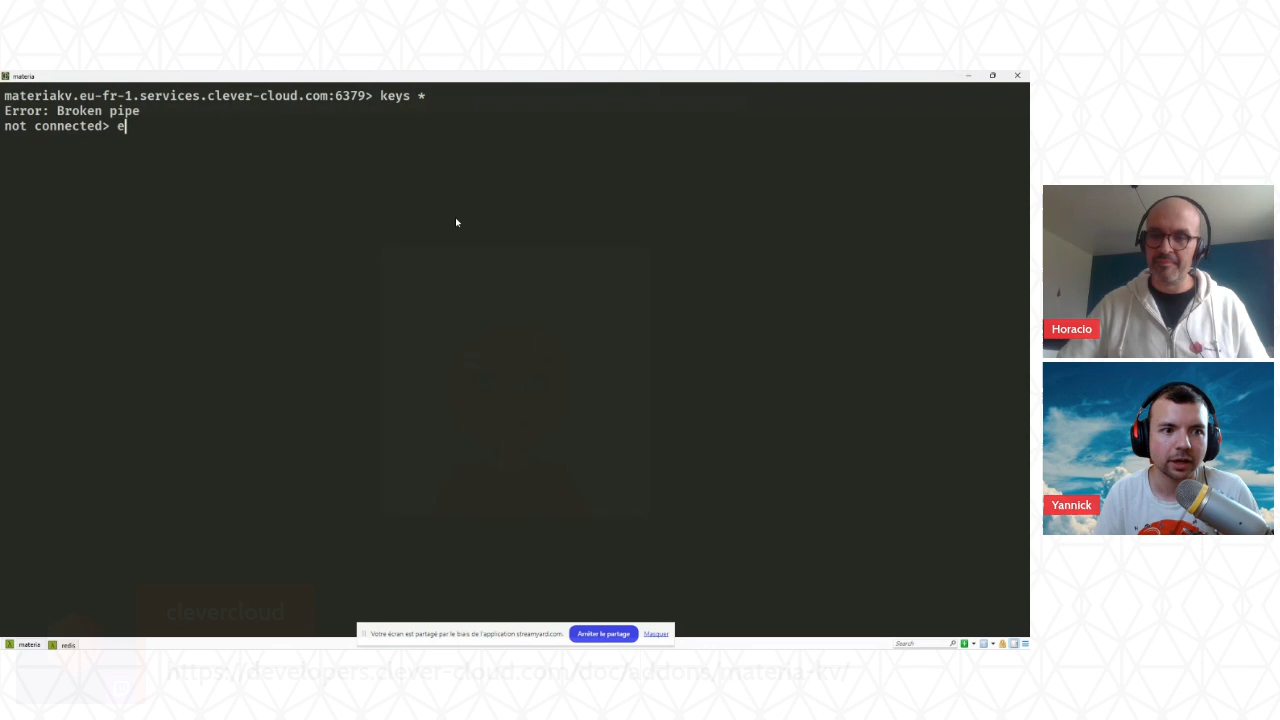 materia
materiakv.eu-fr-1.services.clever-cloud.com:6379> keys *
Error: Broken pipe
not connected> e
Horacio
Yannick
clevercloud
Votre écran est partagé par le biais de l'application streamyard.com.
Arrêter le partage
Masquer
materia
redis
Search
https://developers.clever-cloud.com/doc/addons/materia-kv/